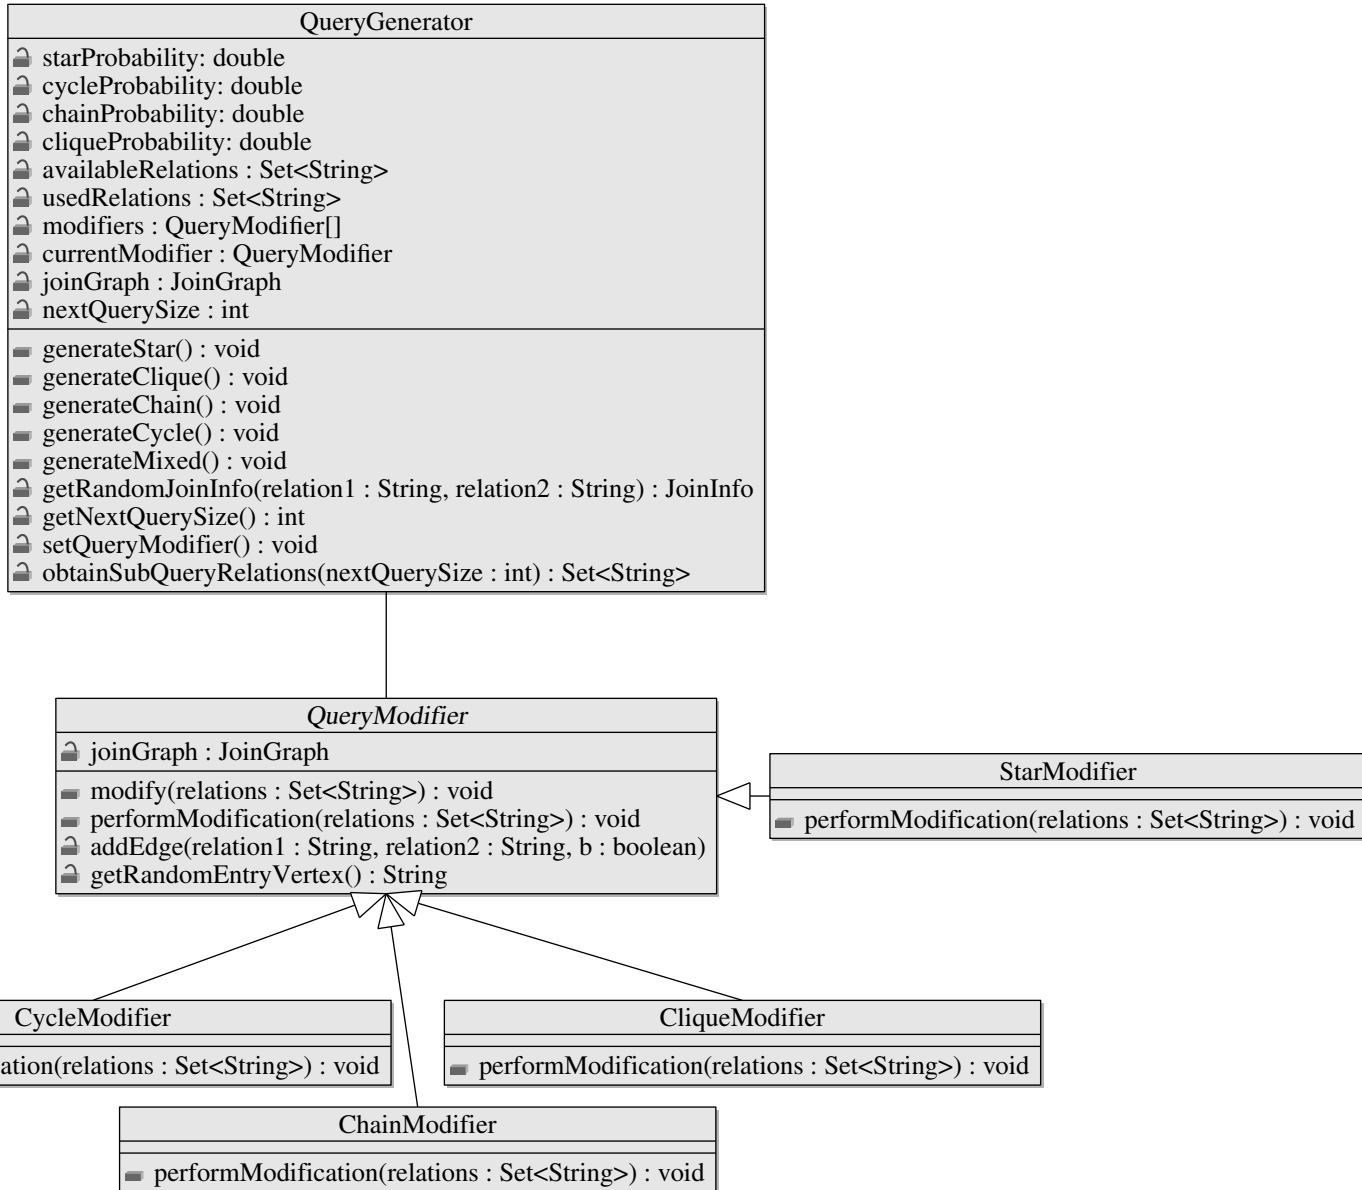 QueryGenerator
starProbability: double
cycleProbability: double
chainProbability: double
cliqueProbability: double
availableRelations : Set<String>
usedRelations : Set<String>
modifiers : QueryModifier[]
currentModifier : QueryModifier
joinGraph : JoinGraph
nextQuerySize : int
generateStar() : void
generateClique() : void
generateChain() : void
generateCycle() : void
generateMixed() : void
getRandomJoinInfo(relation1 : String, relation2 : String) : JoinInfo
getNextQuerySize() : int
setQueryModifier() : void
obtainSubQueryRelations(nextQuerySize : int) : Set<String>
QueryModifier
joinGraph : JoinGraph
modify(relations : Set<String>) : void
performModification(relations : Set<String>) : void
addEdge(relation1 : String, relation2 : String, b : boolean)
getRandomEntryVertex() : String
StarModifier
performModification(relations : Set<String>) : void
CycleModifier
ation(relations : Set<String>) : void
CliqueModifier
performModification(relations : Set<String>) : void
ChainModifier
performModification(relations : Set<String>) : void